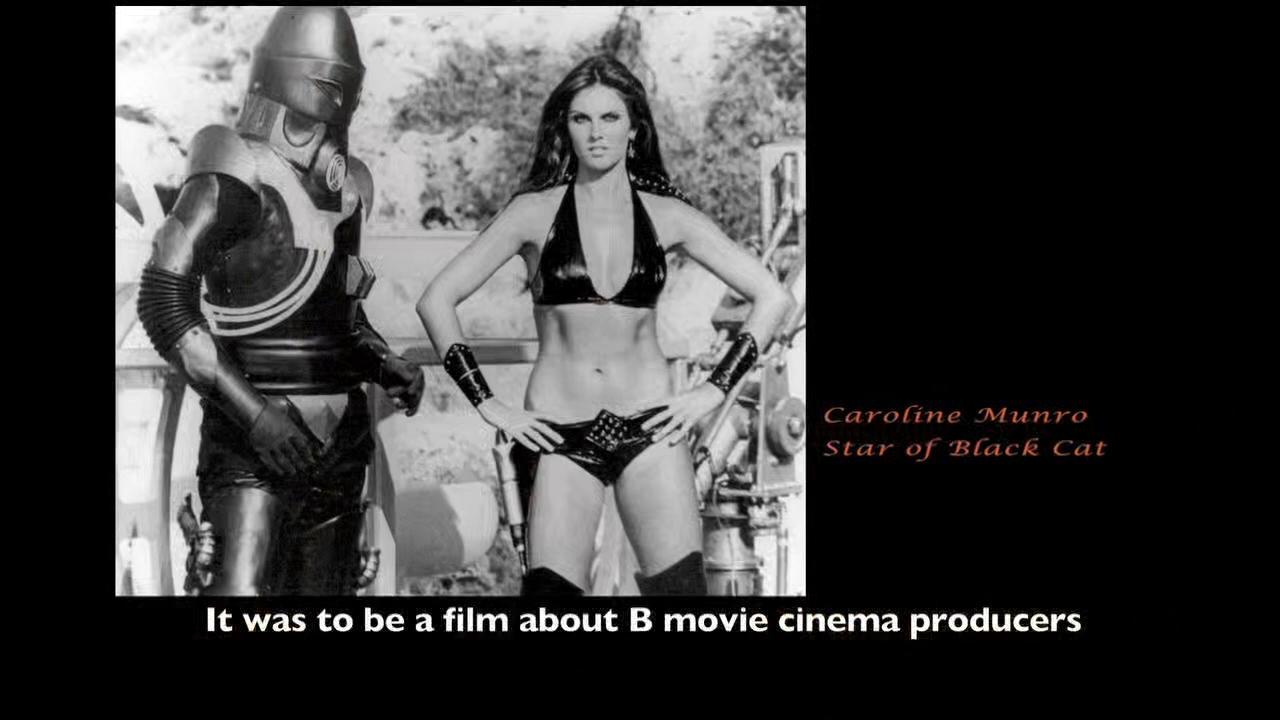 Caroline Munro
Star of Black Cat
It was to be a film about B movie cinema producers